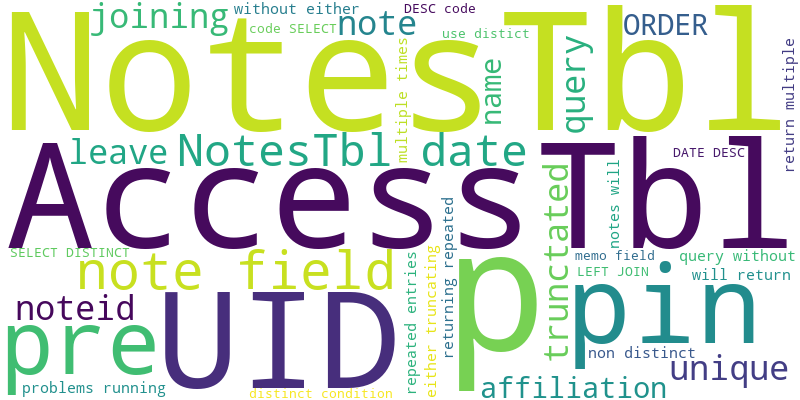 joining
without either
DESC code
code SELECT
note
use distict
ORDER
NotesTbl
multiple times
name
query
return multiple
leave
NotesTbl date
DATE DESC
AccessTbl
trunctated
notes will
SELECT DISTINCT
note field
repeated entries
either truncating
returning repeated
p
memo field
query without
LEFT JOIN
will return
noteid
pre
UID
pin
non distinct
unique
problems running
distinct condition
affiliation